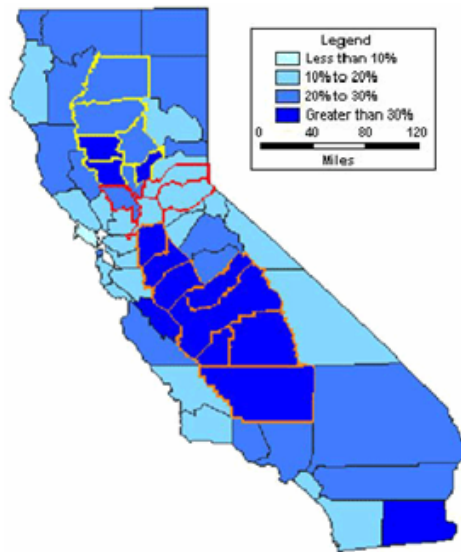 Legend
Less than 10%
10% to 20%
20% to 30%
Greater than 30%
0 40 80 120
Miles